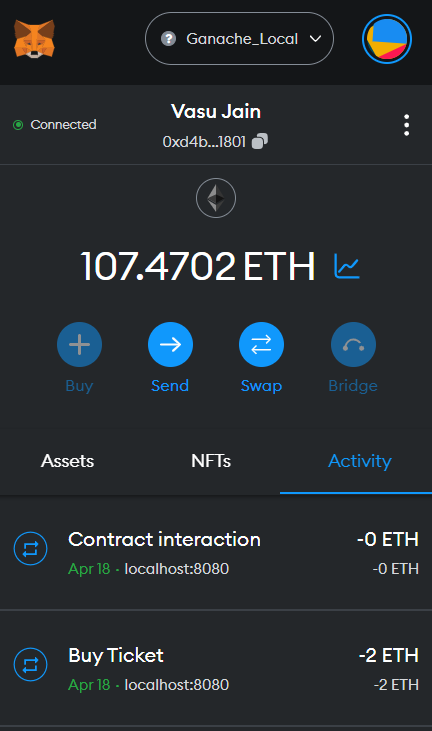 ? Ganache_Local
Connected
Vasu Jain
0xd4b...1801
107.4702 ETH
Buy Send Swap Bridge
Assets NFTs Activity
Contract interaction -0 ETH
Apr 18 · localhost:8080 -0 ETH
Buy Ticket -2 ETH
Apr 18 · localhost:8080 -2 ETH